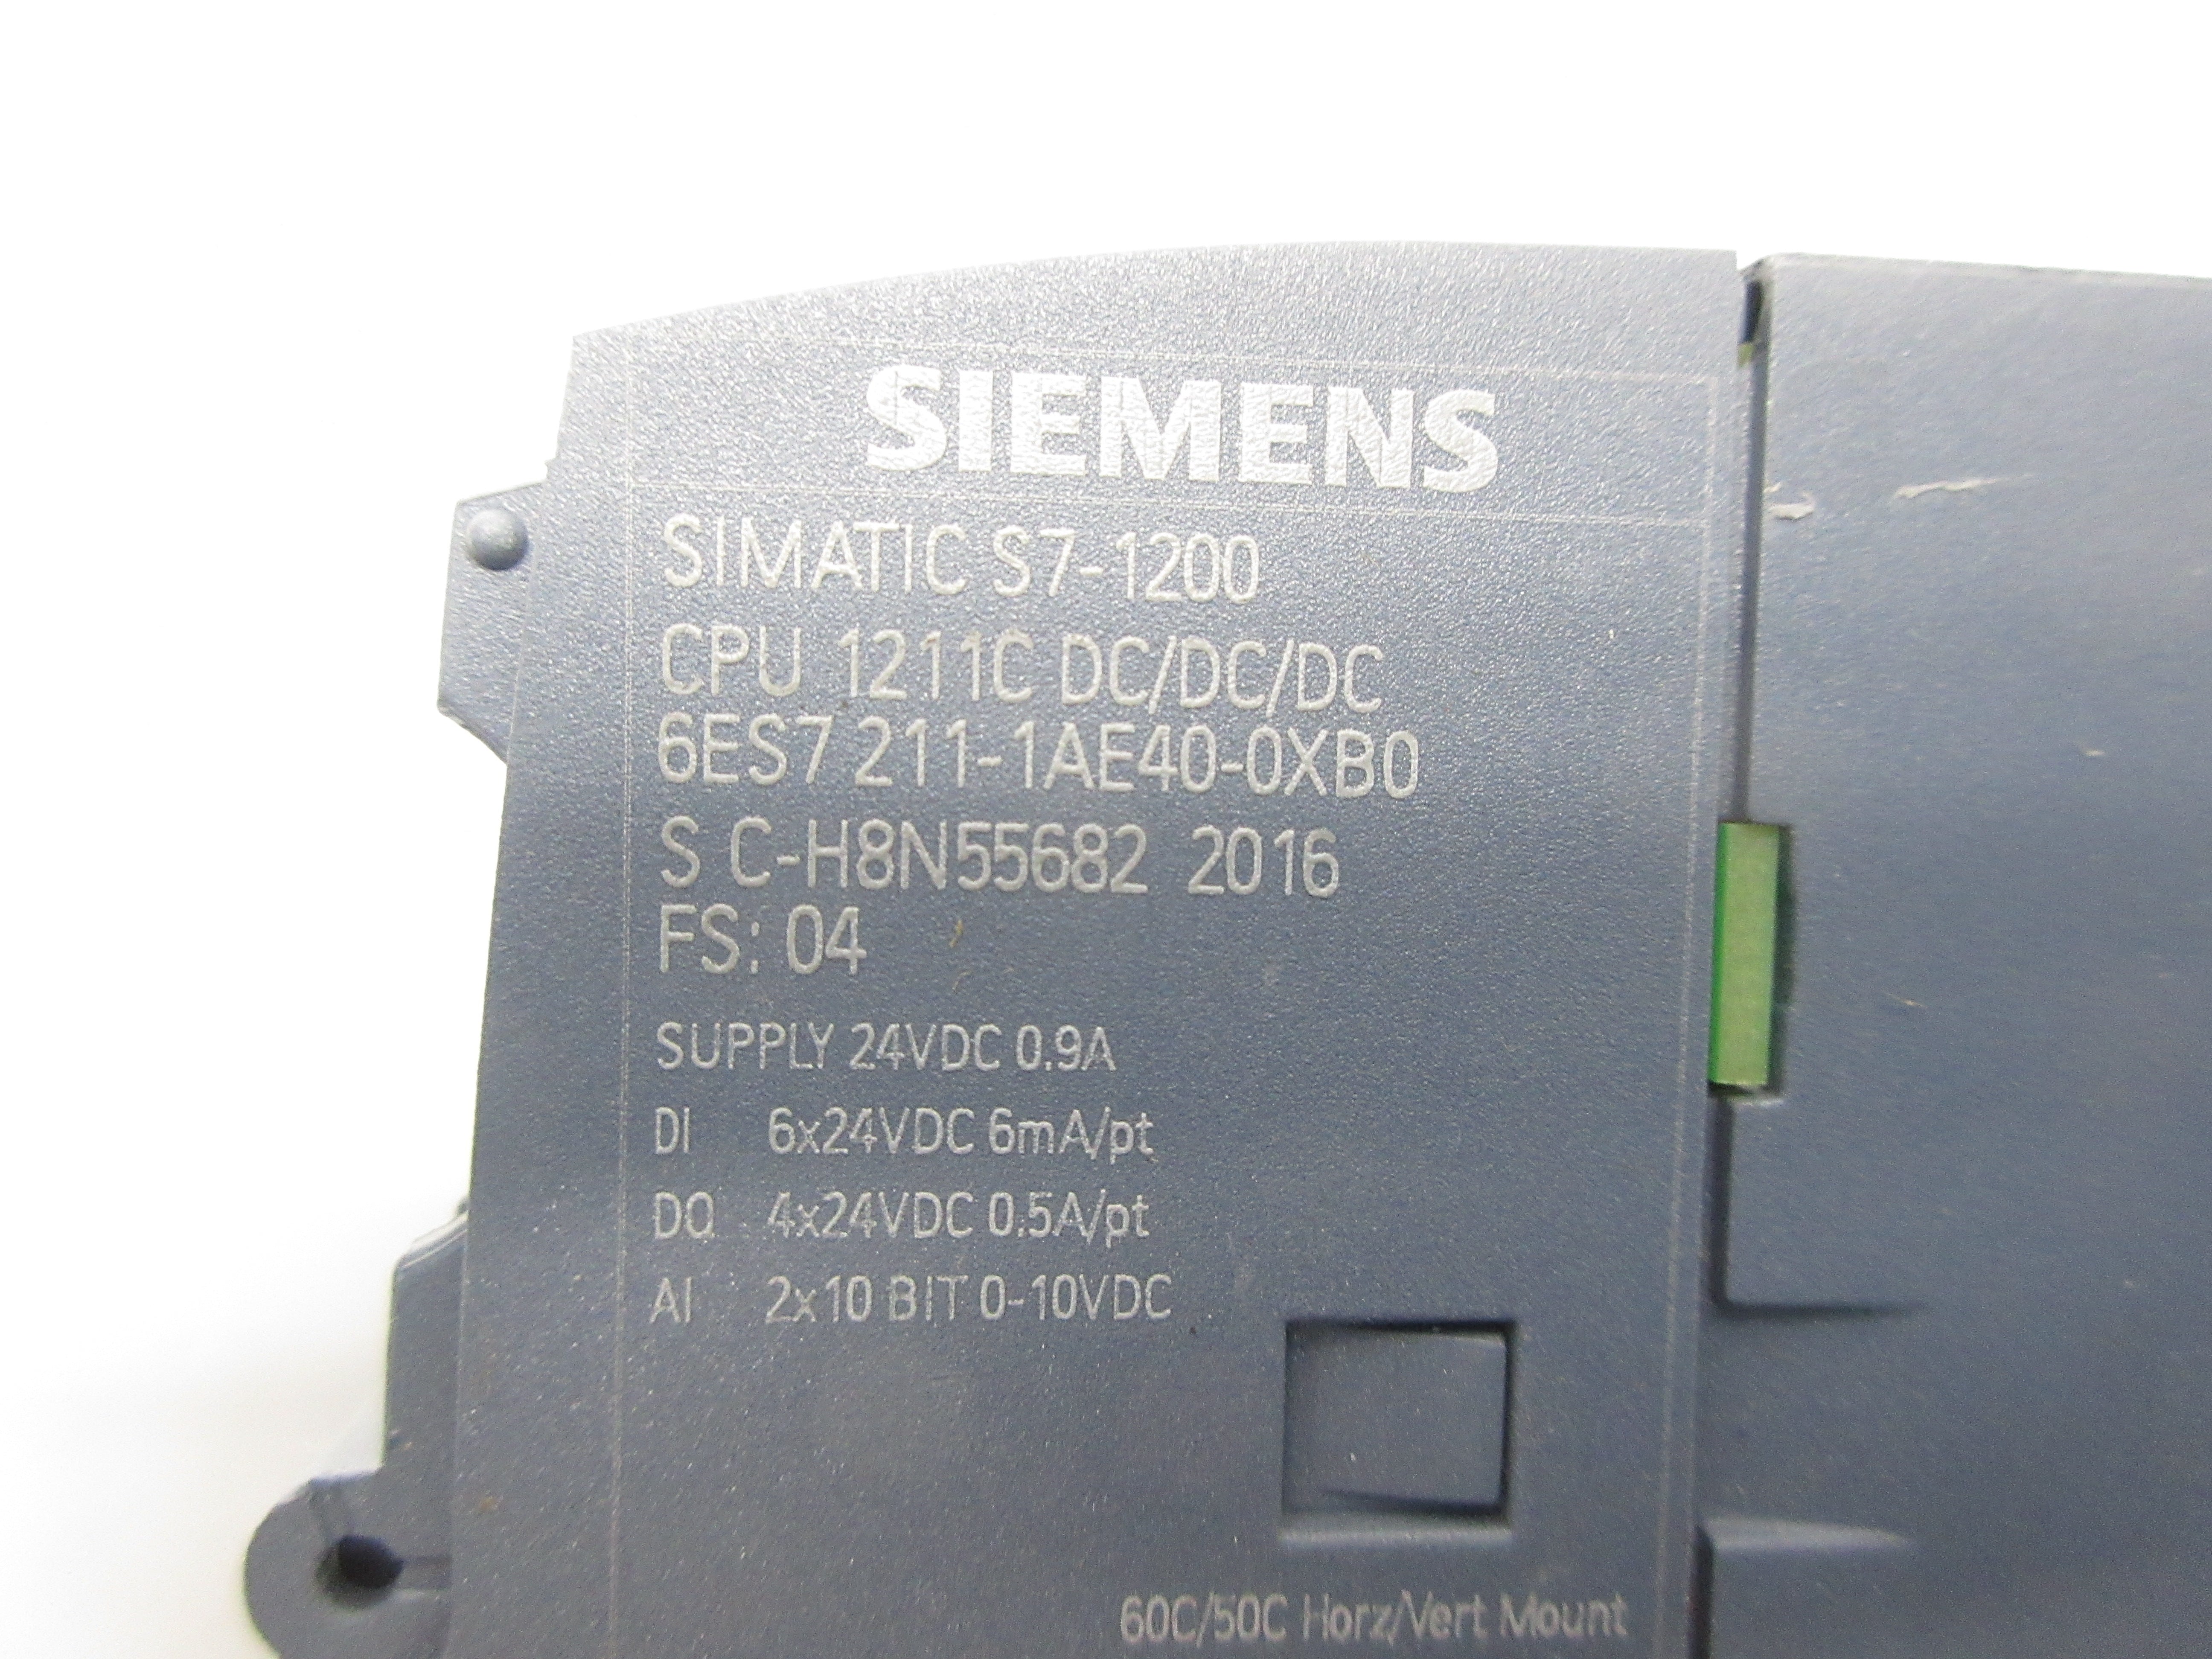 SIEMENS
SIMATIC S7-1200
CPU 1211C DC/DC/DC
6ES7 211-1AE40-0XB0
S C-H8N55682 2016
FS: 04
SUPPLY 24VDC 0.9A
DI 6x24VDC 6mA/pt
DQ 4x24VDC 0.5A/pt
AI 2x10 BIT 0-10VDC
60C/50C Horz/Vert Mount